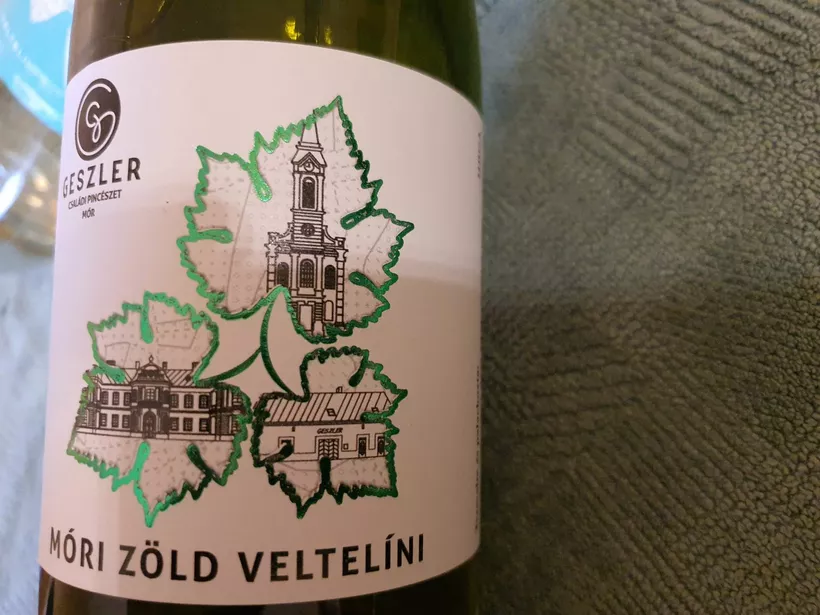 GESZLER
CSALÁDI PINCÉSZET
MÓR
GESZLER
MÓRI ZÖLD VELTELÍNI